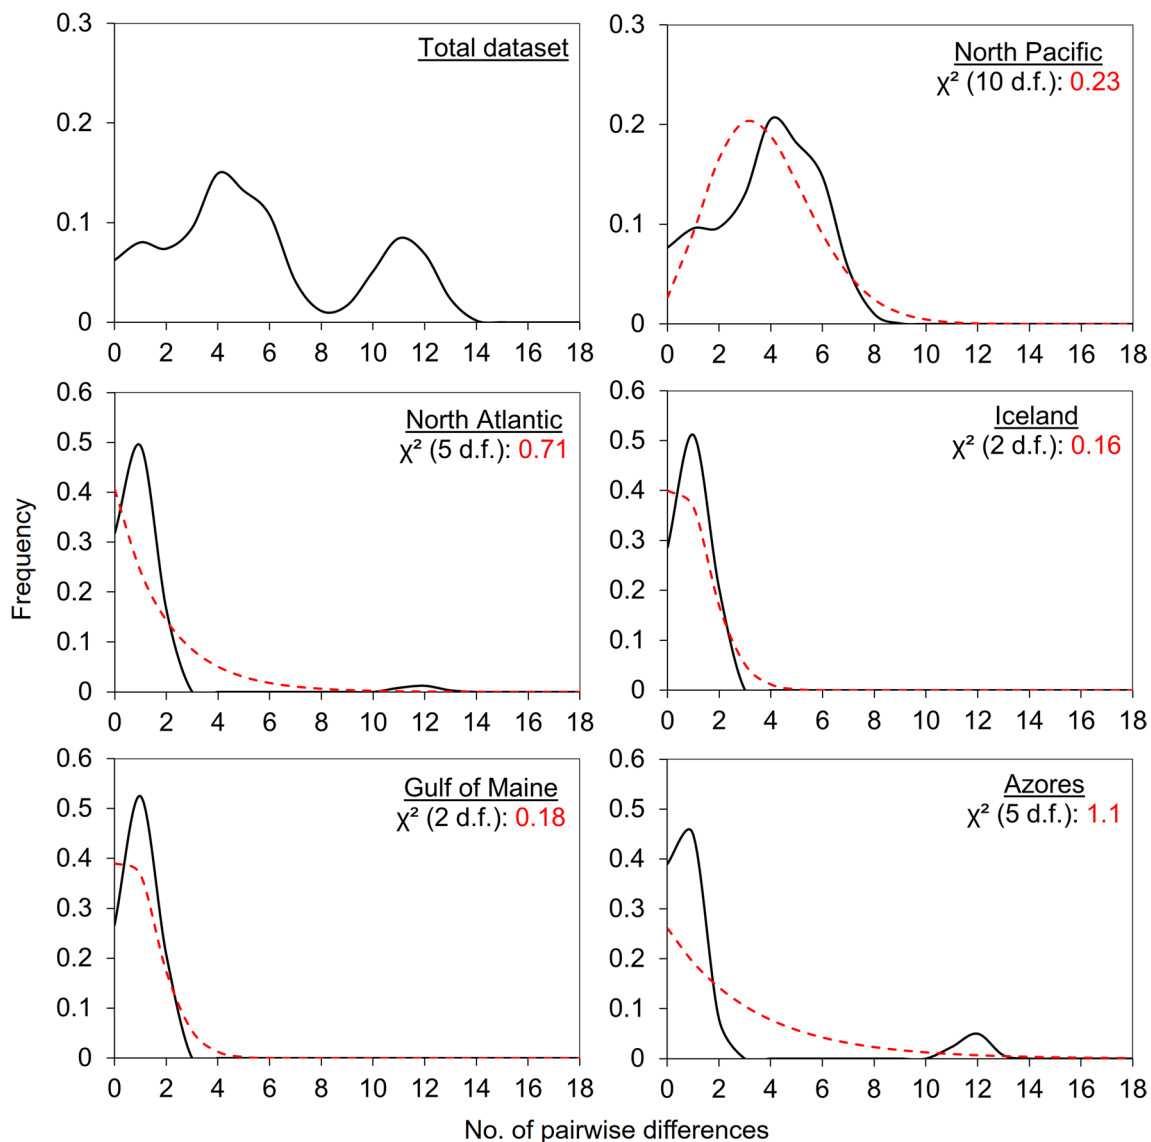 Total dataset
0.3
0.2
0.1
0
0 2 4 6 8 10 12 14 16 18
North Pacific
χ² (10 d.f.): 0.23
0.3
0.2
0.1
0
0 2 4 6 8 10 12 14 16 18
North Atlantic
χ² (5 d.f.): 0.71
0.6
0.5
0.4
0.3
0.2
0.1
0
0 2 4 6 8 10 12 14 16 18
Iceland
χ² (2 d.f.): 0.16
0.6
0.5
0.4
0.3
0.2
0.1
0
0 2 4 6 8 10 12 14 16 18
Frequency
Gulf of Maine
χ² (2 d.f.): 0.18
0.6
0.5
0.4
0.3
0.2
0.1
0
0 2 4 6 8 10 12 14 16 18
Azores
χ² (5 d.f.): 1.1
0.6
0.5
0.4
0.3
0.2
0.1
0
0 2 4 6 8 10 12 14 16 18
No. of pairwise differences